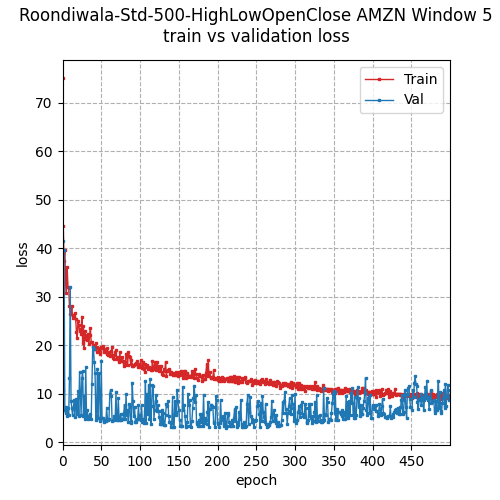 Roondiwala-Std-500-HighLowOpenClose AMZN Window 5
train vs validation loss
Train
Val
loss
70
60
50
40
30
20
10
0
0 50 100 150 200 250 300 350 400 450
epoch